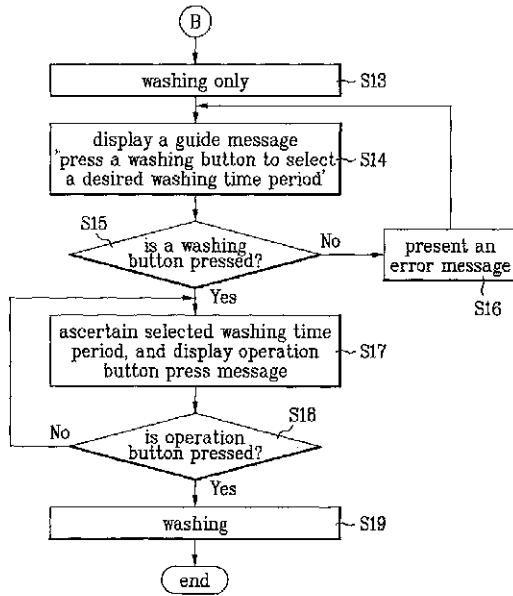 B
washing only
S13
display a guide message
'press a washing button to select
a desired washing time period'
S14
S15
is a washing
button pressed?
No
present an
error message
S16
Yes
ascertain selected washing time
period, and display operation
button press message
S17
S18
No
is operation
button pressed?
Yes
washing
S19
end